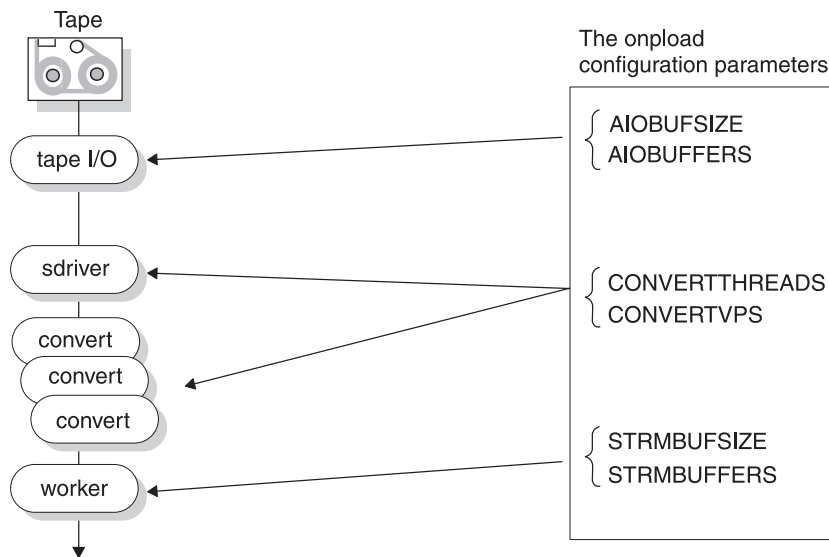 Tape
tape I/O
sdriver
convert
convert
convert
worker
The onpload
configuration parameters
AIOBUFSIZE
AIOBUFFERS
CONVERTTHREADS
CONVERTVPS
STRMBUFSIZE
STRMBUFFERS